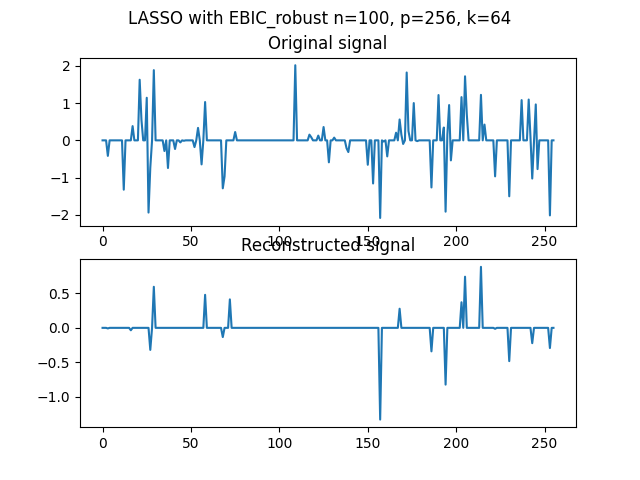 LASSO with EBIC_robust n=100, p=256, k=64
Original signal
2
1
0
−1
−2
0 50 100 150 200 250
Reconstructed signal
0.5
0.0
−0.5
−1.0
0 50 100 150 200 250